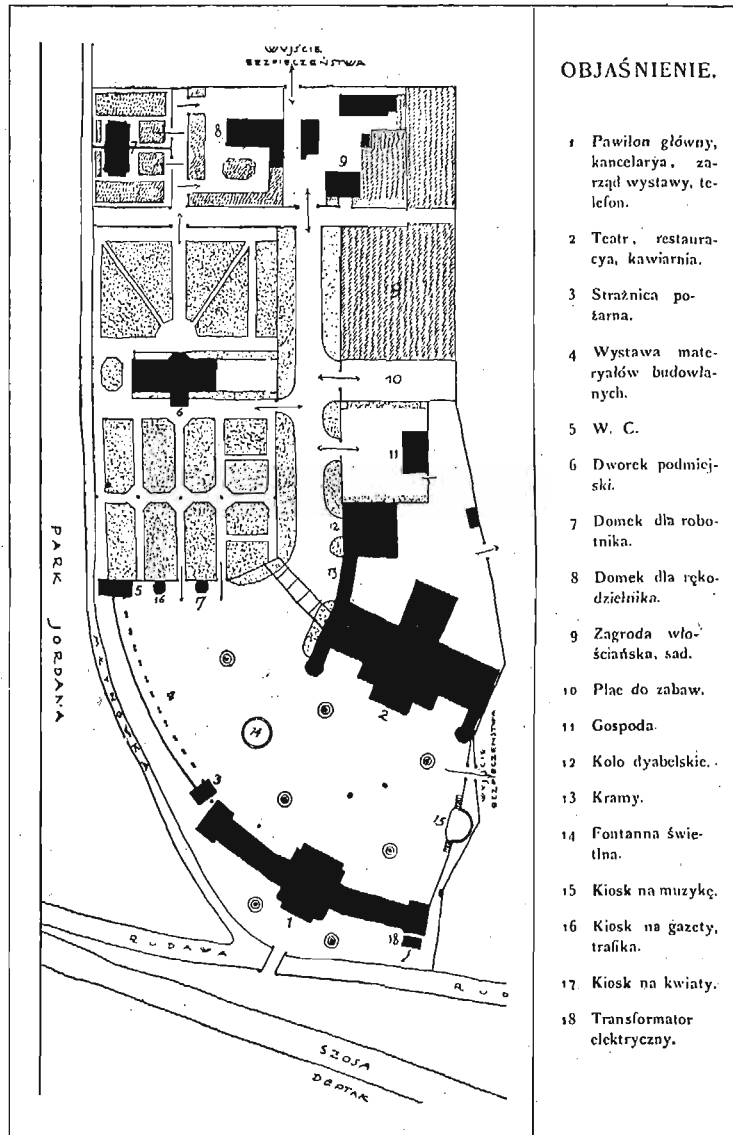 WYJŚCIE
BEZPIECZEŃSTWA
7
8
9
9
10
6
11
12
13
5
16
7
PARK JORDANA
4
2
14
3
WYJŚCIE
BEZPIECZEŃSTWA
15
1
18
RUDAWA
RUD
SZOSA
DEPTAK
OBJAŚNIENIE.
1 Pawilon główny,
kancelarya, za-
rząd wystawy, te-
lefon.
2 Teatr, restaura-
cya, kawiarnia.
3 Strażnica po-
żarna.
4 Wystawa mate-
ryałów budowla-
nych.
5 W. C.
6 Dworek podmiej-
ski.
7 Domek dla robo-
tnika.
8 Domek dla ręko-
dzielnika.
9 Zagroda wło-
ściańska, sad.
10 Plac do zabaw.
11 Gospoda
12 Koło dyabelskie.
13 Kramy.
14 Fontanna świe-
tlna.
15 Kiosk na muzykę.
16 Kiosk na gazety,
trafika.
17 Kiosk na kwiaty.
18 Transformator
elektryczny.